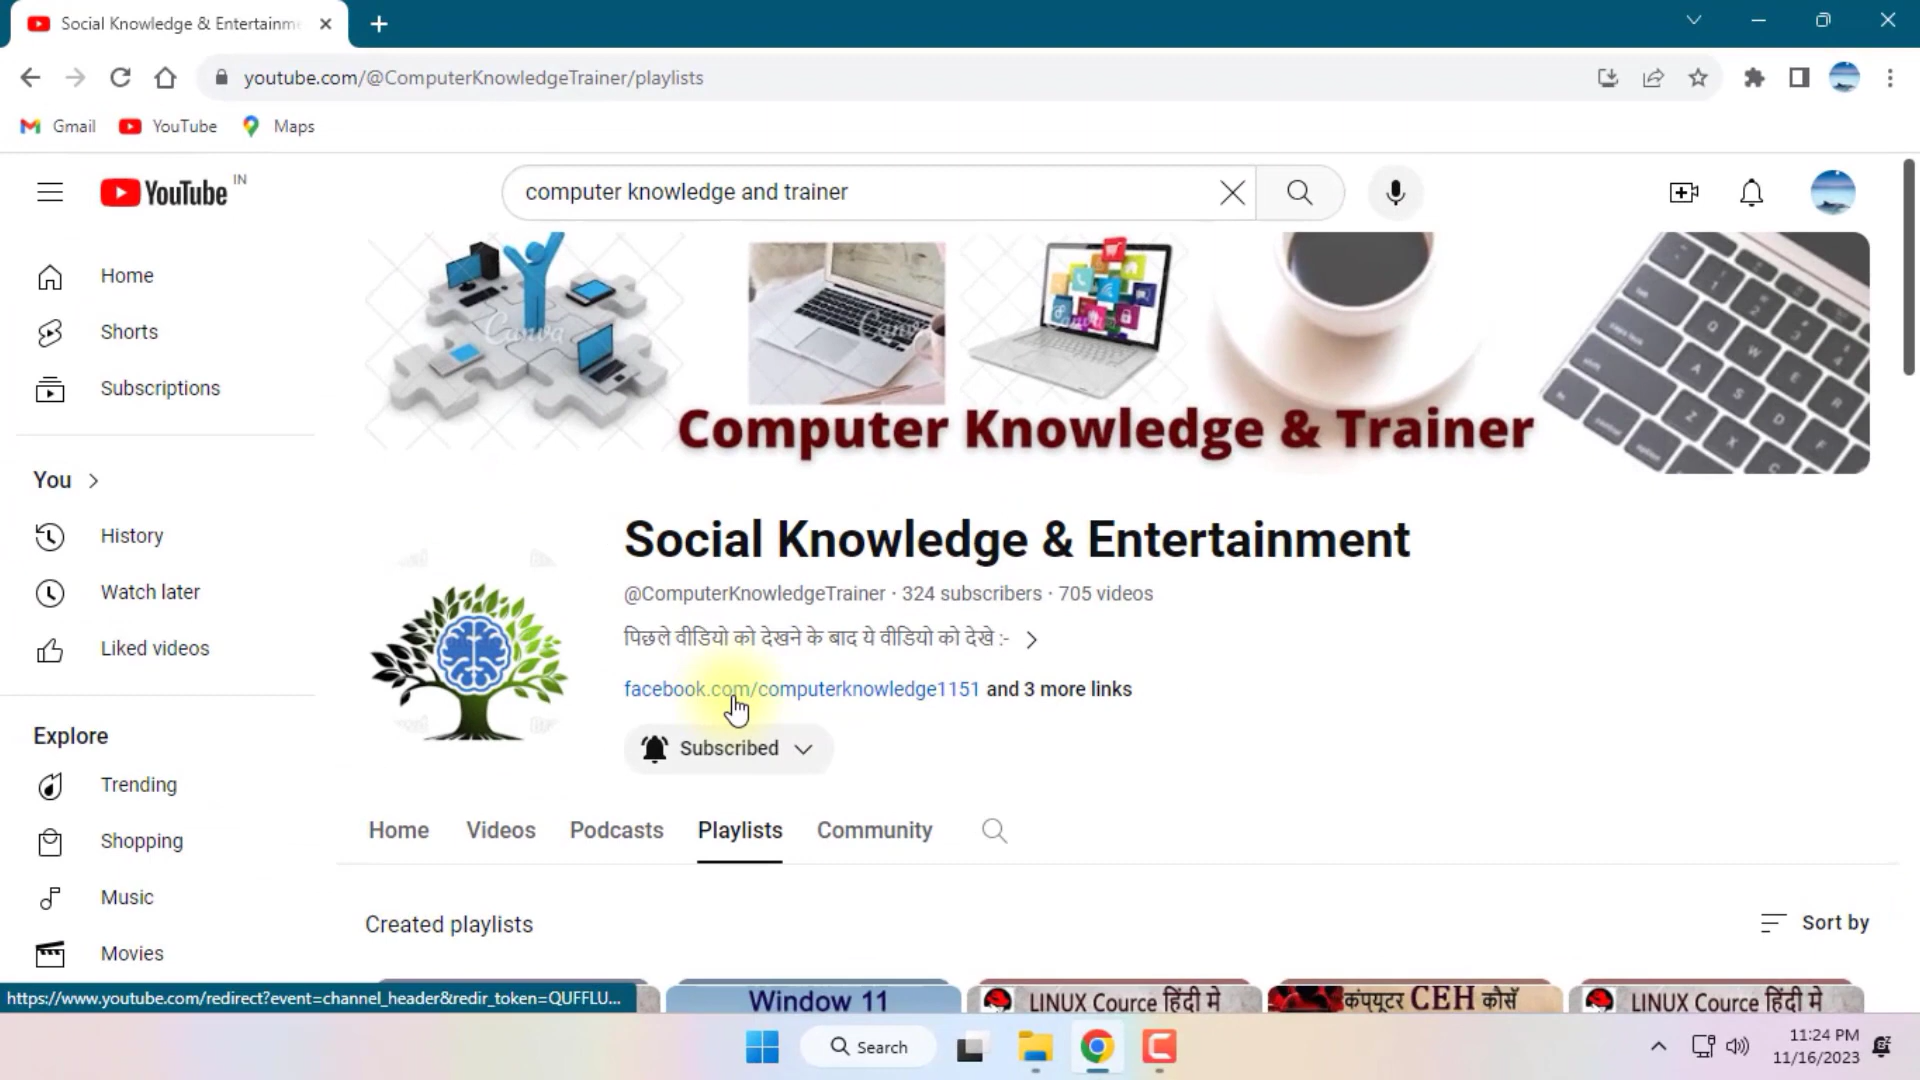 Social Knowledge & Entertainm
youtube.com/@ComputerKnowledgeTrainer/playlists
Gmail
YouTube
Maps
YouTube IN
computer knowledge and trainer
Home
Shorts
Subscriptions
You
History
Watch later
Liked videos
Explore
Trending
Shopping
Music
Movies
Canva
Computer Knowledge & Trainer
Social Knowledge & Entertainment
@ComputerKnowledgeTrainer · 324 subscribers · 705 videos
पिछले वीडियो को देखने के बाद ये वीडियो को देखे :-
facebook.com/computerknowledge1151 and 3 more links
Subscribed
Home Videos Podcasts Playlists Community
Created playlists
Sort by
https://www.youtube.com/redirect?event=channel_header&redir_token=QUFFLU...
Window 11
LINUX Cource हिंदी मे
कंप्यूटर CEH कौर्स
LINUX Cource हिंदी मे
Search
11:24 PM
11/16/2023